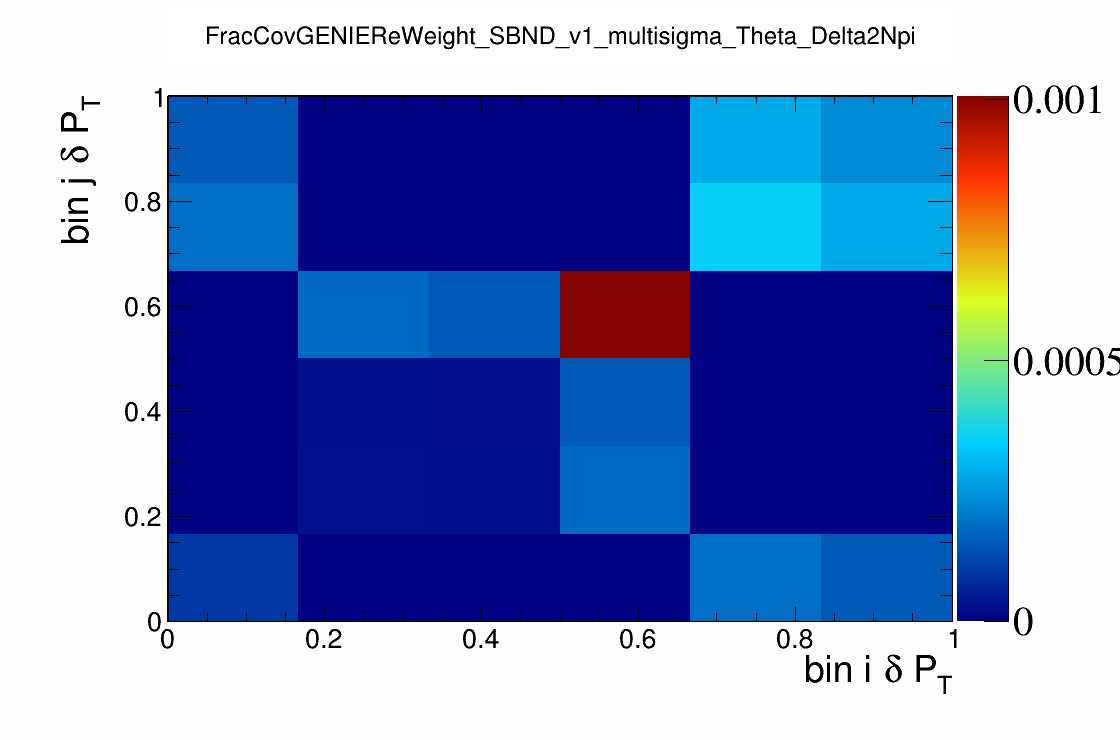 FracCovGENIEReWeight_SBND_v1_multisigma_Theta_Delta2Npi
bin j δ P_T
1
0.8
0.6
0.4
0.2
0
0 0.2 0.4 0.6 0.8 1
bin i δ P_T
0.001
0.0005
0